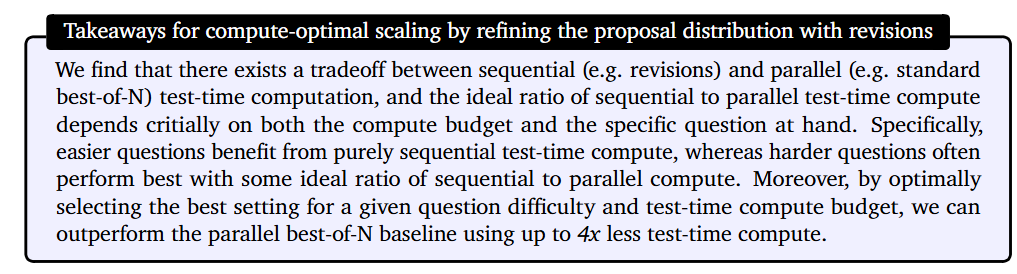 Takeaways for compute-optimal scaling by refining the proposal distribution with revisions
We find that there exists a tradeoff between sequential (e.g. revisions) and parallel (e.g. standard
best-of-N) test-time computation, and the ideal ratio of sequential to parallel test-time compute
depends critially on both the compute budget and the specific question at hand. Specifically,
easier questions benefit from purely sequential test-time compute, whereas harder questions often
perform best with some ideal ratio of sequential to parallel compute. Moreover, by optimally
selecting the best setting for a given question difficulty and test-time compute budget, we can
outperform the parallel best-of-N baseline using up to 4x less test-time compute.